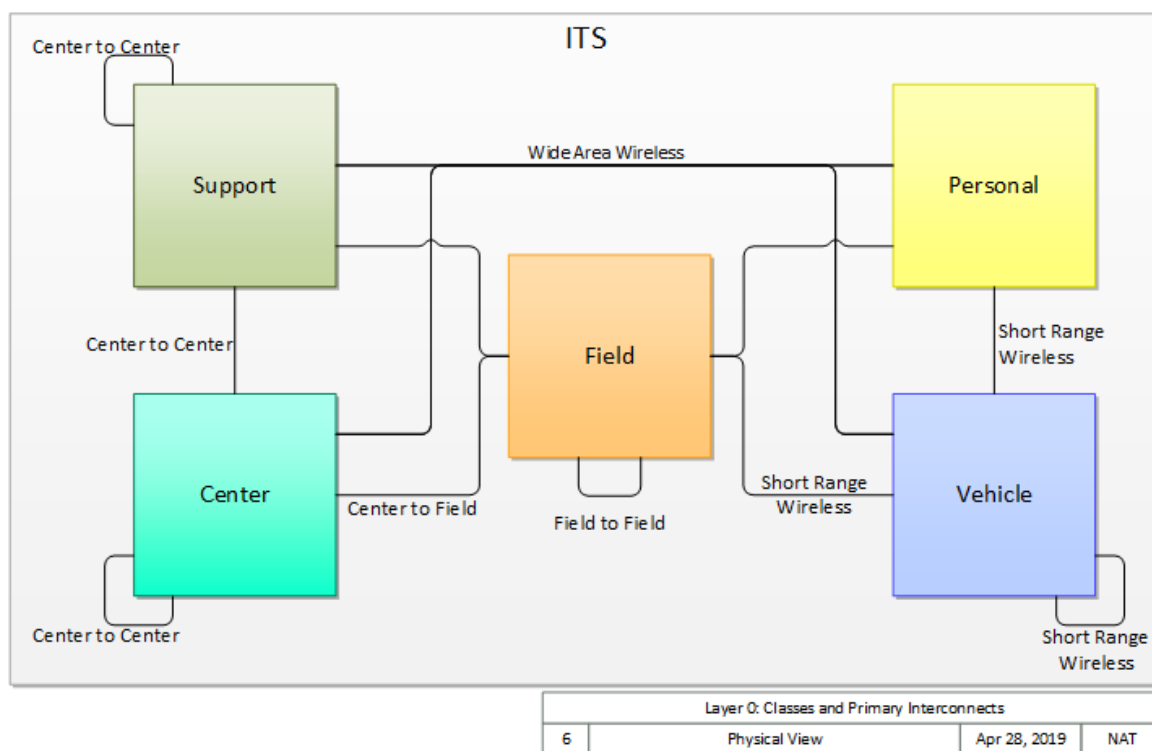 ITS
Center to Center
Support
Wide Area Wireless
Personal
Center to Center
Field
Short Range
Wireless
Center
Center to Field
Field to Field
Short Range
Wireless
Vehicle
Center to Center
Short Range
Wireless
Layer 0: Classes and Primary Interconnects
6 Physical View Apr 28, 2019 NAT